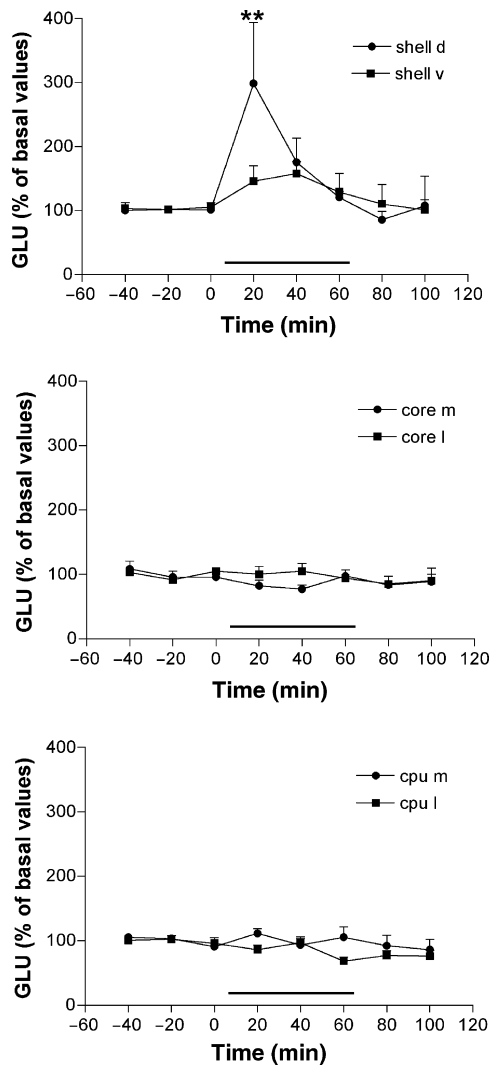 **
400
300
200
100
0
GLU (% of basal values)
shell d
shell v
–60 –40 –20 0 20 40 60 80 100 120
Time (min)
400
300
200
100
0
GLU (% of basal values)
core m
core l
–60 –40 –20 0 20 40 60 80 100 120
Time (min)
400
300
200
100
0
GLU (% of basal values)
cpu m
cpu l
–60 –40 –20 0 20 40 60 80 100 120
Time (min)